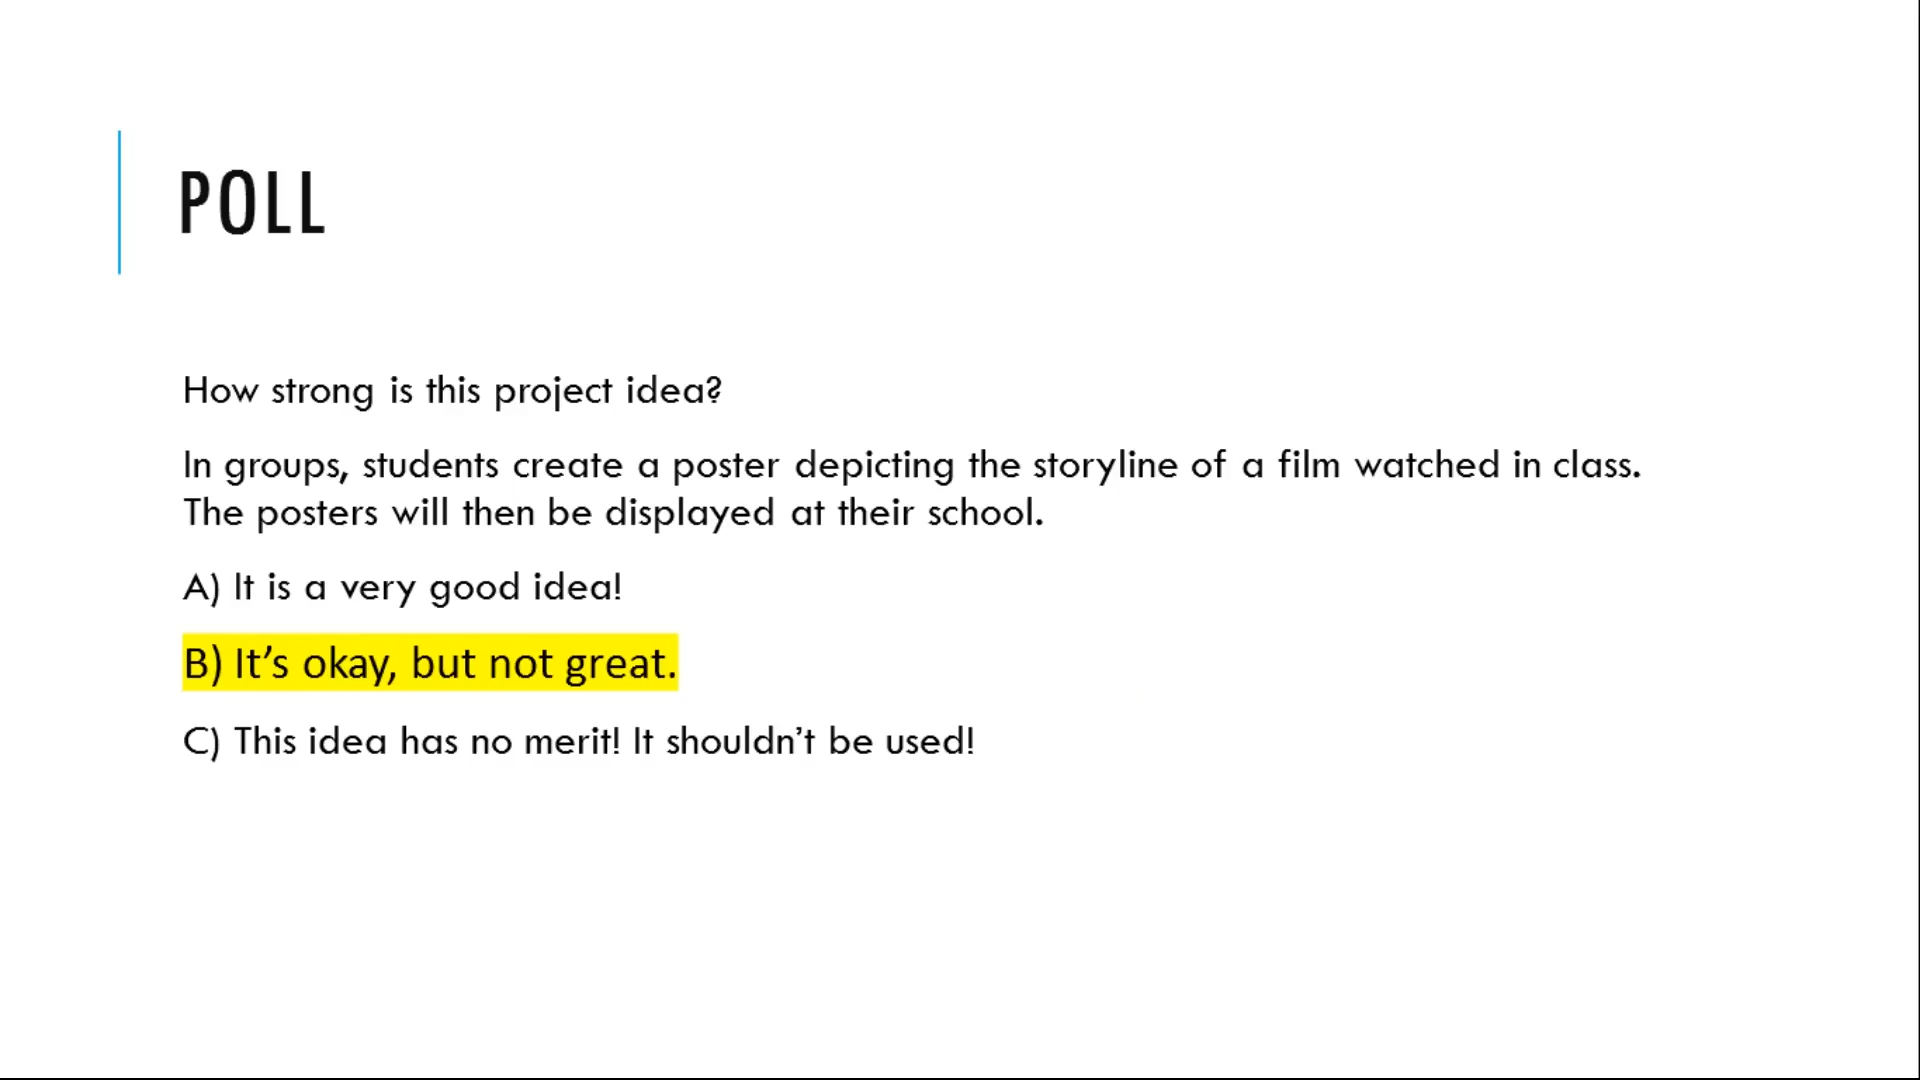 POLL
How strong is this project idea?
In groups, students create a poster depicting the storyline of a film watched in class.
The posters will then be displayed at their school.
A) It is a very good idea!
B) It’s okay, but not great.
C) This idea has no merit! It shouldn’t be used!